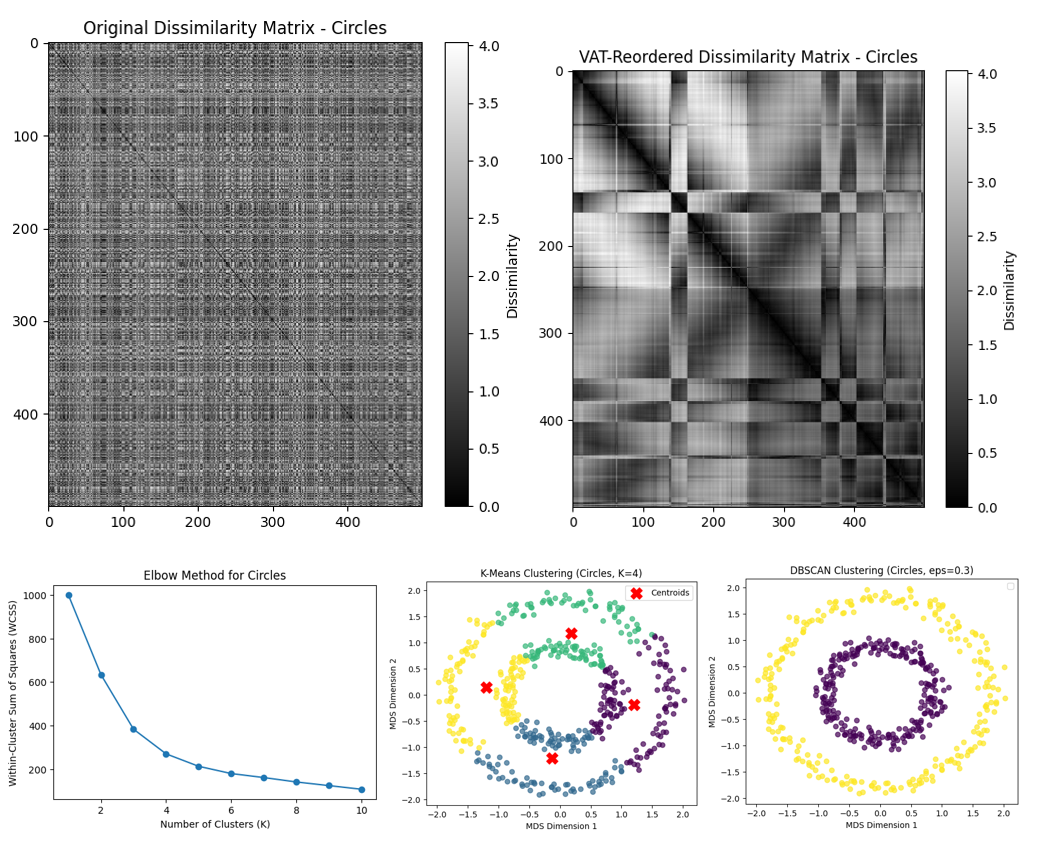 Original Dissimilarity Matrix - Circles
0
100
200
300
400
0 100 200 300 400
4.0
3.5
3.0
2.5
2.0
1.5
1.0
0.5
0.0
Dissimilarity
VAT-Reordered Dissimilarity Matrix - Circles
0
100
200
300
400
0 100 200 300 400
4.0
3.5
3.0
2.5
2.0
1.5
1.0
0.5
0.0
Dissimilarity
Elbow Method for Circles
Within-Cluster Sum of Squares (WCSS)
1000
800
600
400
200
2 4 6 8 10
Number of Clusters (K)
K-Means Clustering (Circles, K=4)
Centroids
MDS Dimension 2
2.0
1.5
1.0
0.5
0.0
−0.5
−1.0
−1.5
−2.0
−2.0 −1.5 −1.0 −0.5 0.0 0.5 1.0 1.5 2.0
MDS Dimension 1
DBSCAN Clustering (Circles, eps=0.3)
MDS Dimension 2
2.0
1.5
1.0
0.5
0.0
−0.5
−1.0
−1.5
−2.0
−2.0 −1.5 −1.0 −0.5 0.0 0.5 1.0 1.5 2.0
MDS Dimension 1